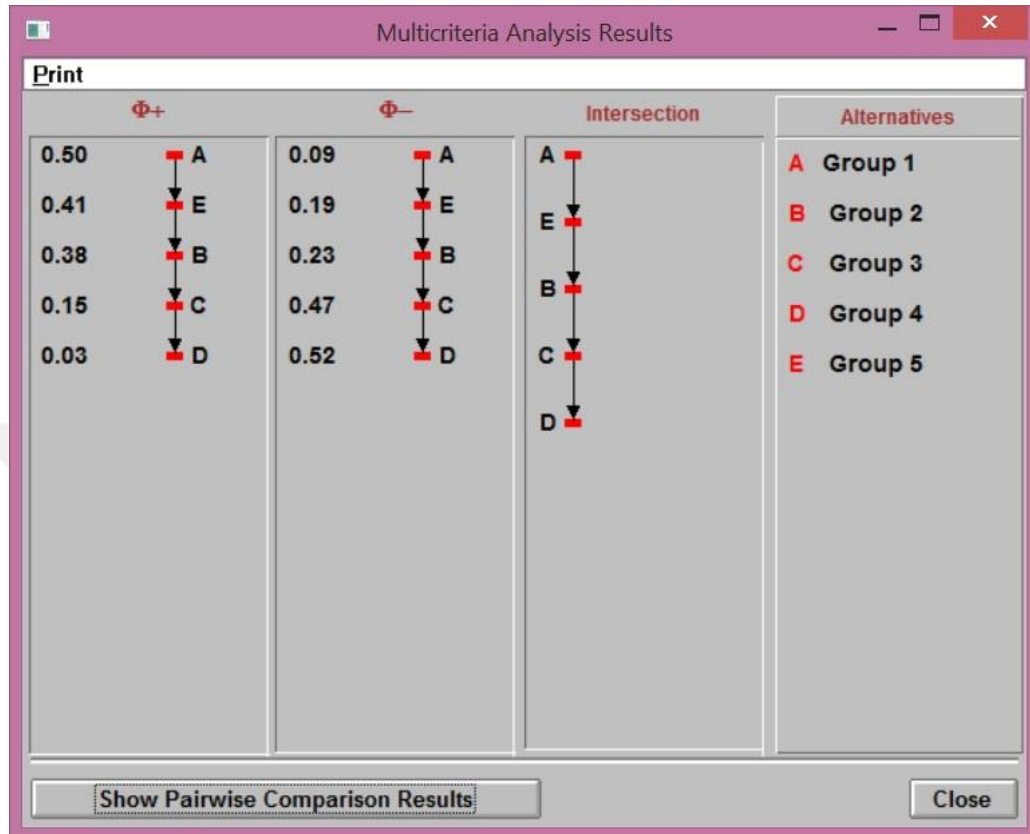 Multicriteria Analysis Results
Print
Φ+
0.50 A
0.41 E
0.38 B
0.15 C
0.03 D
Φ–
0.09 A
0.19 E
0.23 B
0.47 C
0.52 D
Intersection
A
E
B
C
D
Alternatives
A Group 1
B Group 2
C Group 3
D Group 4
E Group 5
Show Pairwise Comparison Results
Close